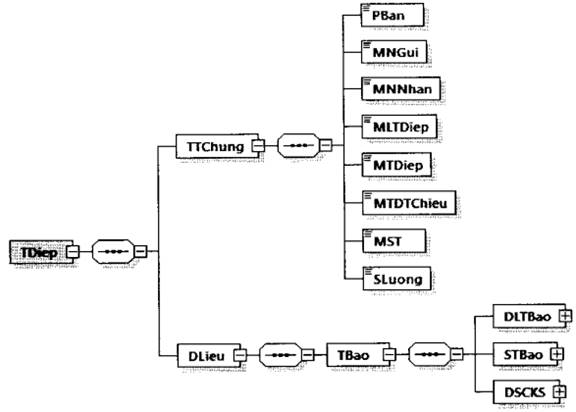 PBan
MNGui
MNNhan
MLTDiep
TTChung
MTDiep
MTDTChieu
MST
TDiep
SLuong
DLTBao
DLieu
TBao
STBao
DSCKS